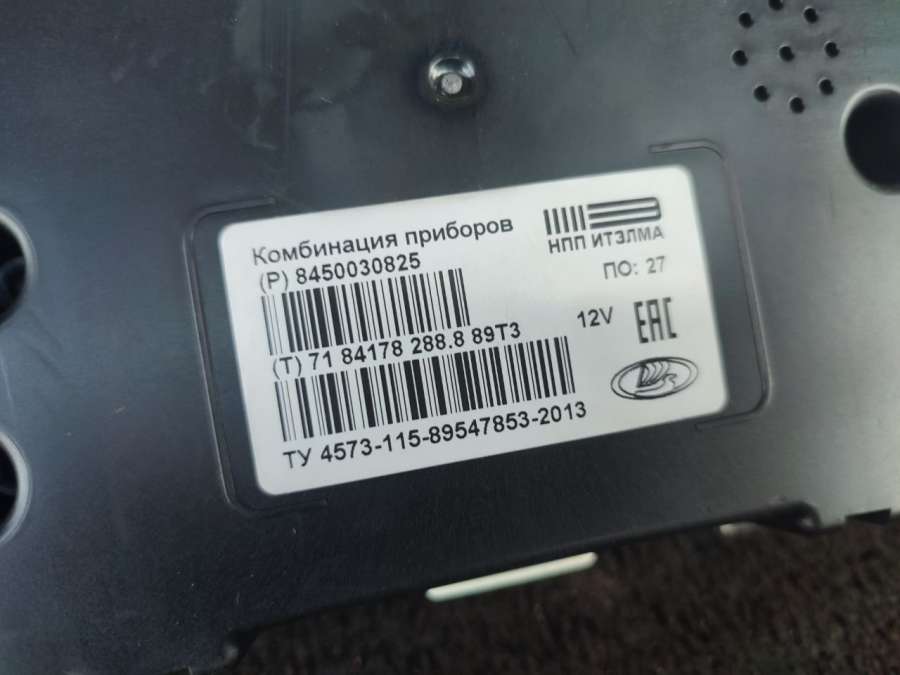 Комбинация приборов
НПП ИТЭЛМА
(P) 8450030825
ПО: 27
12V
EAC
(T) 71 84178 288.8 89T3
ТУ 4573-115-89547853-2013